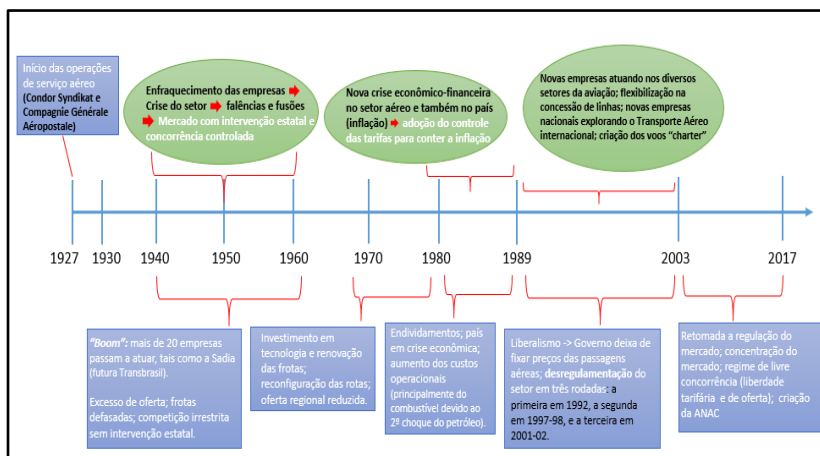 Início das operações
de serviço aéreo
(Condor Syndikat e
Compagnie Générale
Aéropostale)
Enfraquecimento das empresas
Crise do setor falências e fusões
Mercado com intervenção estatal e
concorrência controlada
Nova crise econômico-financeira
no setor aéreo e também no país
(inflação) adoção do controle
das tarifas para conter a inflação
Novas empresas atuando nos diversos
setores da aviação; flexibilização na
concessão de linhas; novas empresas
nacionais explorando o Transporte Aéreo
internacional; criação dos voos “charter”
1927 1930 1940 1950 1960 1970 1980 1989 2003 2017
"Boom": mais de 20 empresas
passam a atuar, tais como a Sadia
(futura Transbrasil).
Excesso de oferta; frotas
defasadas; competição irrestrita
sem intervenção estatal.
Investimento em
tecnologia e renovação
das frotas;
reconfiguração das rotas;
oferta regional reduzida.
Endividamentos; país
em crise econômica;
aumento dos custos
operacionais
(principalmente do
combustível devido ao
2º choque do petróleo).
Liberalismo -> Governo deixa de
fixar preços das passagens
aéreas; desregulamentação do
setor em três rodadas: a
primeira em 1992, a segunda
em 1997-98, e a terceira em
2001-02.
Retomada a regulação do
mercado; concentração do
mercado; regime de livre
concorrência (liberdade
tarifária e de oferta); criação
da ANAC